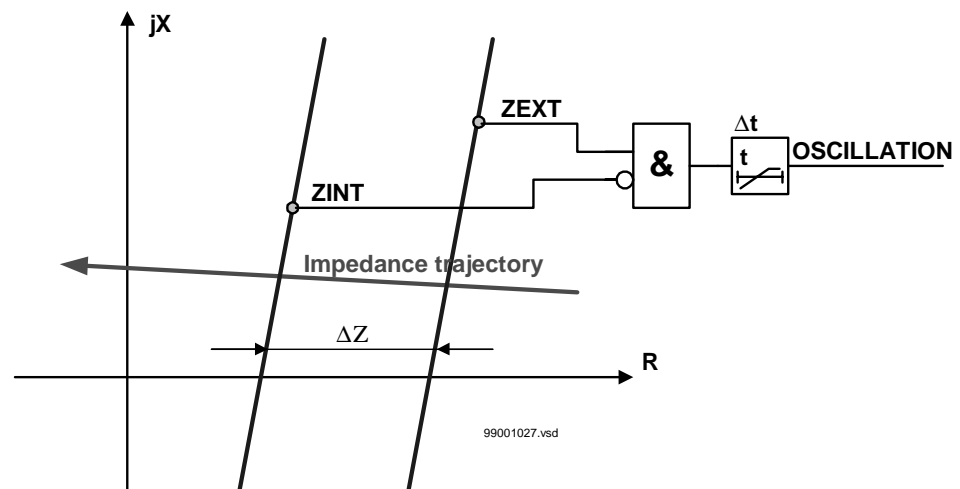 jX
ZEXT
Δt
&
t
OSCILLATION
ZINT
Impedance trajectory
ΔZ
R
99001027.vsd